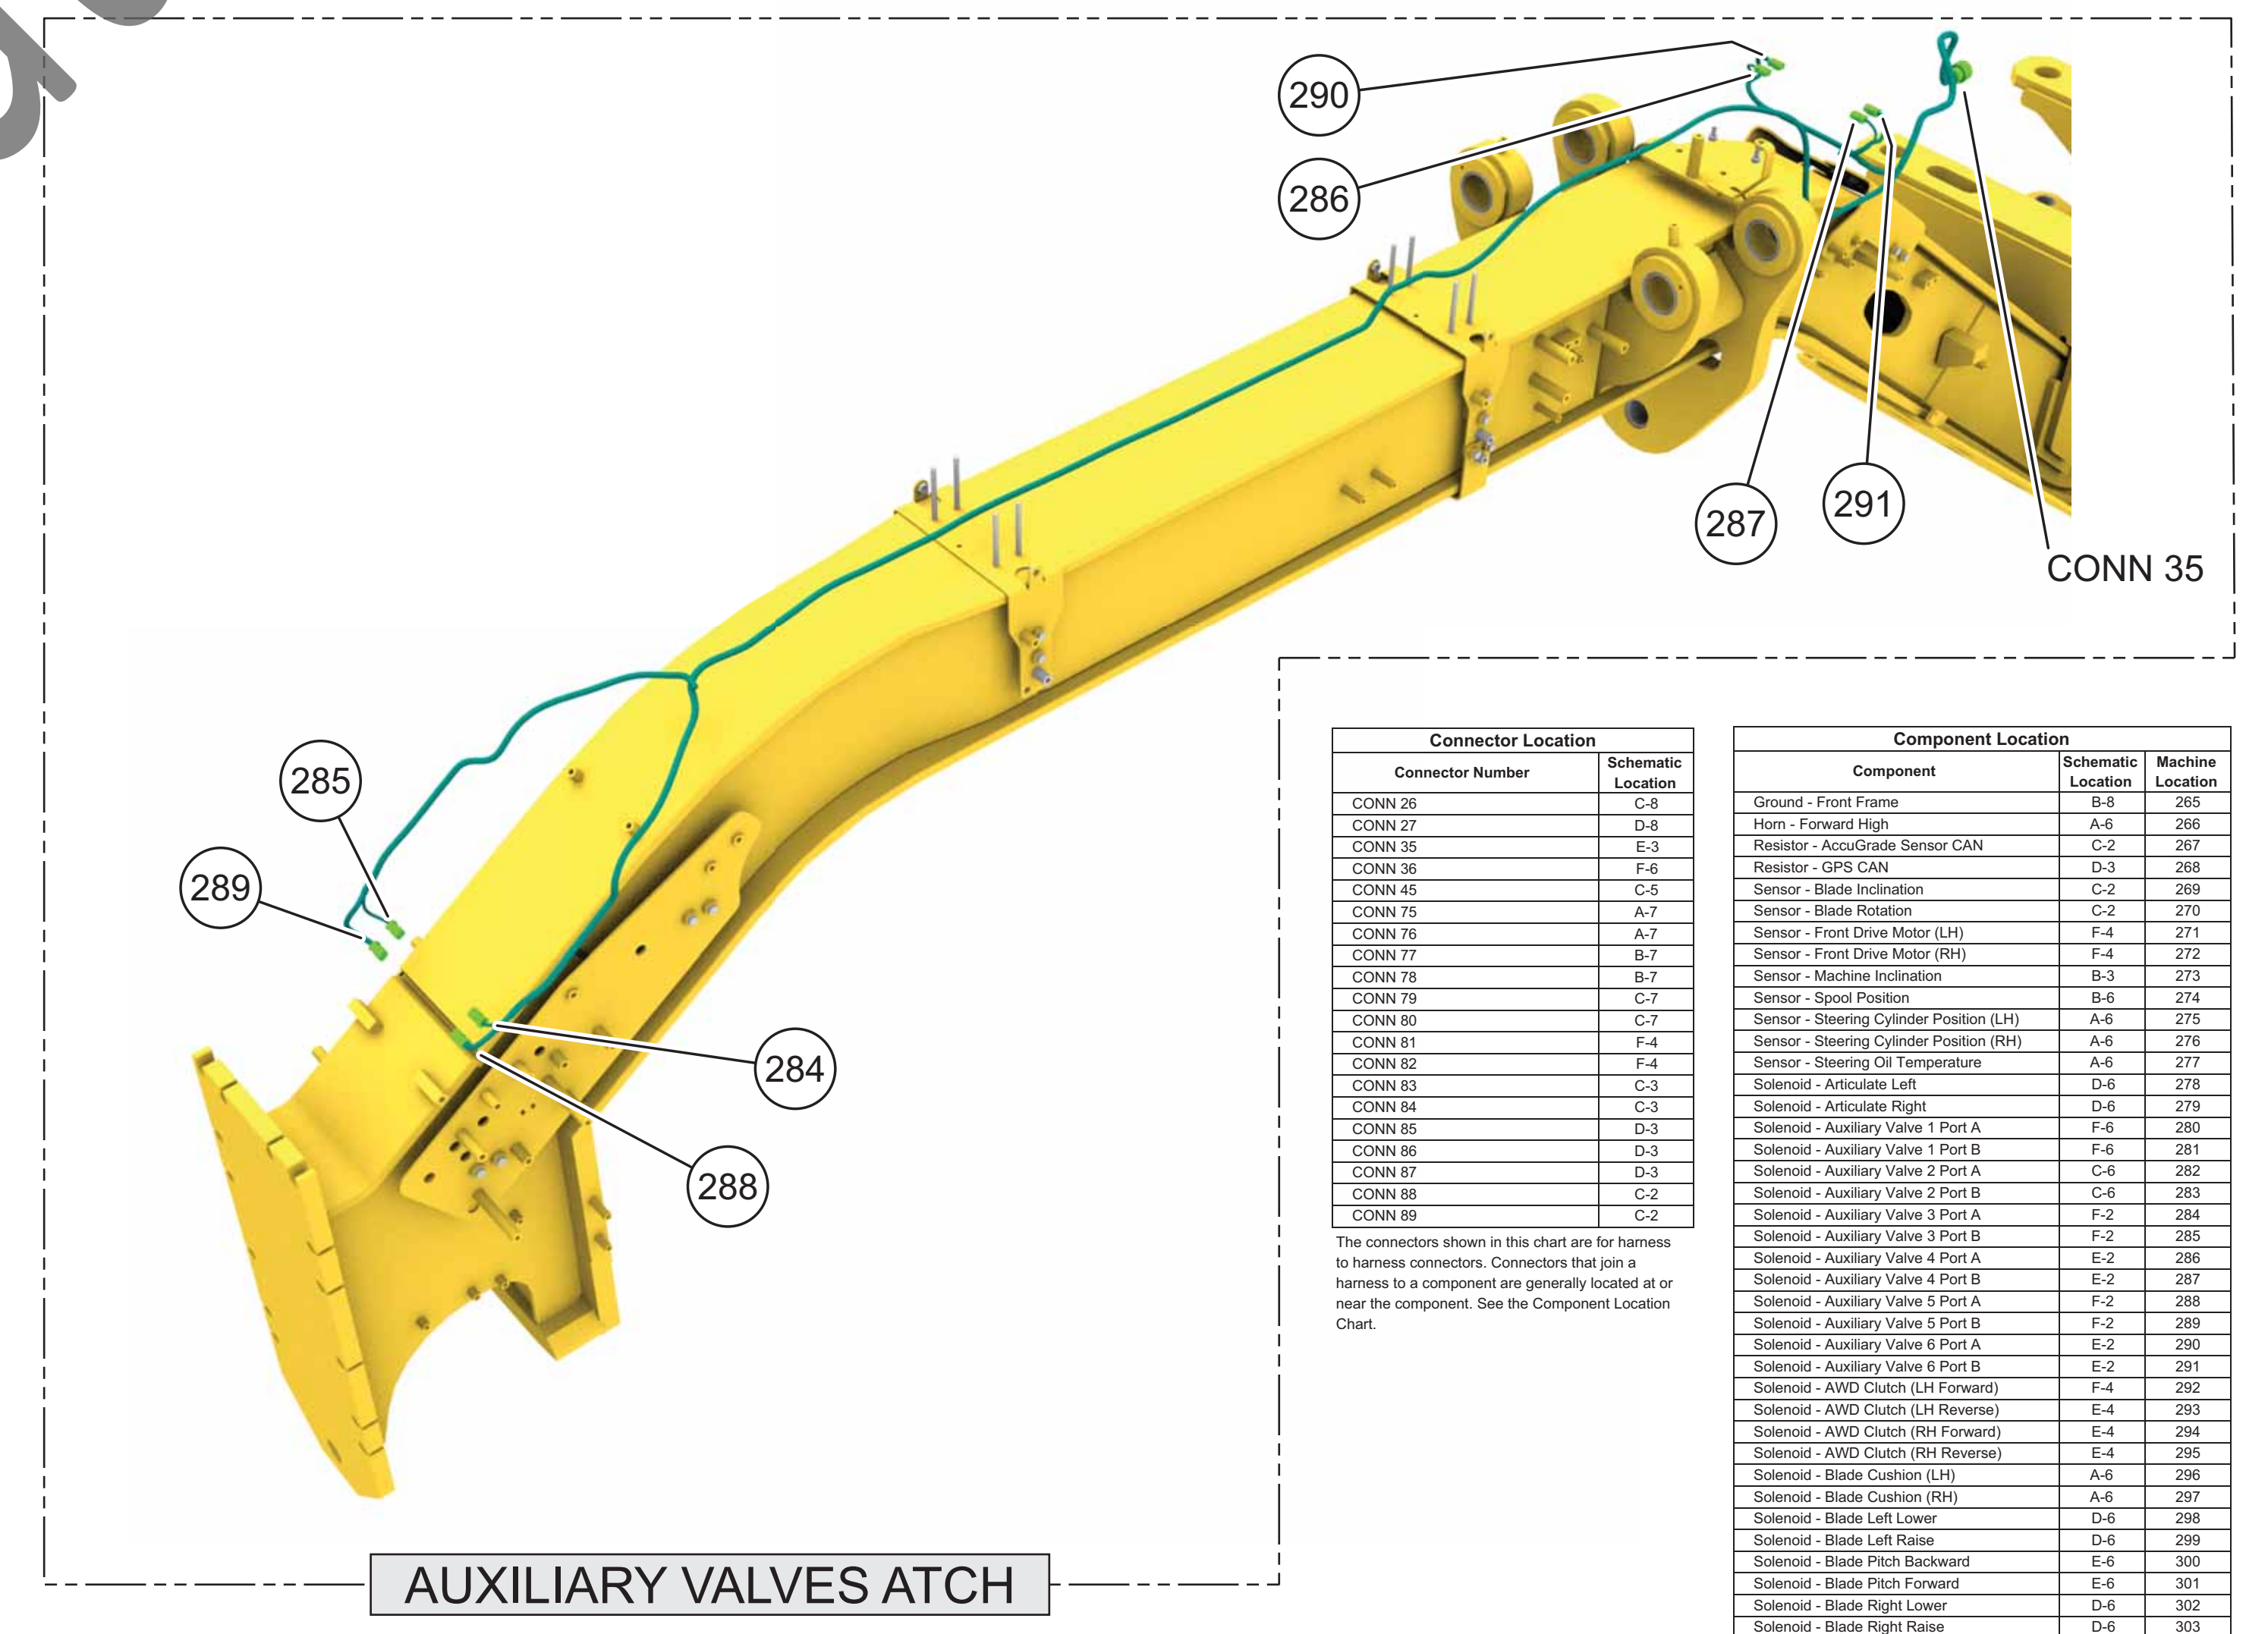 290
286
287
291
CONN 35
285
289
284
288
AUXILIARY VALVES ATCH
Connector Location
Connector Number Schematic Location
CONN 26 C-8
CONN 27 D-8
CONN 35 E-3
CONN 36 F-6
CONN 45 C-5
CONN 75 A-7
CONN 76 A-7
CONN 77 B-7
CONN 78 B-7
CONN 79 C-7
CONN 80 C-7
CONN 81 F-4
CONN 82 F-4
CONN 83 C-3
CONN 84 C-3
CONN 85 D-3
CONN 86 D-3
CONN 87 D-3
CONN 88 C-2
CONN 89 C-2
The connectors shown in this chart are for harness
to harness connectors. Connectors that join a
harness to a component are generally located at or
near the component. See the Component Location
Chart.
Component Location
Component Schematic Location Machine Location
Ground - Front Frame B-8 265
Horn - Forward High A-6 266
Resistor - AccuGrade Sensor CAN C-2 267
Resistor - GPS CAN D-3 268
Sensor - Blade Inclination C-2 269
Sensor - Blade Rotation C-2 270
Sensor - Front Drive Motor (LH) F-4 271
Sensor - Front Drive Motor (RH) F-4 272
Sensor - Machine Inclination B-3 273
Sensor - Spool Position B-6 274
Sensor - Steering Cylinder Position (LH) A-6 275
Sensor - Steering Cylinder Position (RH) A-6 276
Sensor - Steering Oil Temperature A-6 277
Solenoid - Articulate Left D-6 278
Solenoid - Articulate Right D-6 279
Solenoid - Auxiliary Valve 1 Port A F-6 280
Solenoid - Auxiliary Valve 1 Port B F-6 281
Solenoid - Auxiliary Valve 2 Port A C-6 282
Solenoid - Auxiliary Valve 2 Port B C-6 283
Solenoid - Auxiliary Valve 3 Port A F-2 284
Solenoid - Auxiliary Valve 3 Port B F-2 285
Solenoid - Auxiliary Valve 4 Port A E-2 286
Solenoid - Auxiliary Valve 4 Port B E-2 287
Solenoid - Auxiliary Valve 5 Port A F-2 288
Solenoid - Auxiliary Valve 5 Port B F-2 289
Solenoid - Auxiliary Valve 6 Port A E-2 290
Solenoid - Auxiliary Valve 6 Port B E-2 291
Solenoid - AWD Clutch (LH Forward) F-4 292
Solenoid - AWD Clutch (LH Reverse) E-4 293
Solenoid - AWD Clutch (RH Forward) E-4 294
Solenoid - AWD Clutch (RH Reverse) E-4 295
Solenoid - Blade Cushion (LH) A-6 296
Solenoid - Blade Cushion (RH) A-6 297
Solenoid - Blade Left Lower D-6 298
Solenoid - Blade Left Raise D-6 299
Solenoid - Blade Pitch Backward E-6 300
Solenoid - Blade Pitch Forward E-6 301
Solenoid - Blade Right Lower D-6 302
Solenoid - Blade Right Raise D-6 303